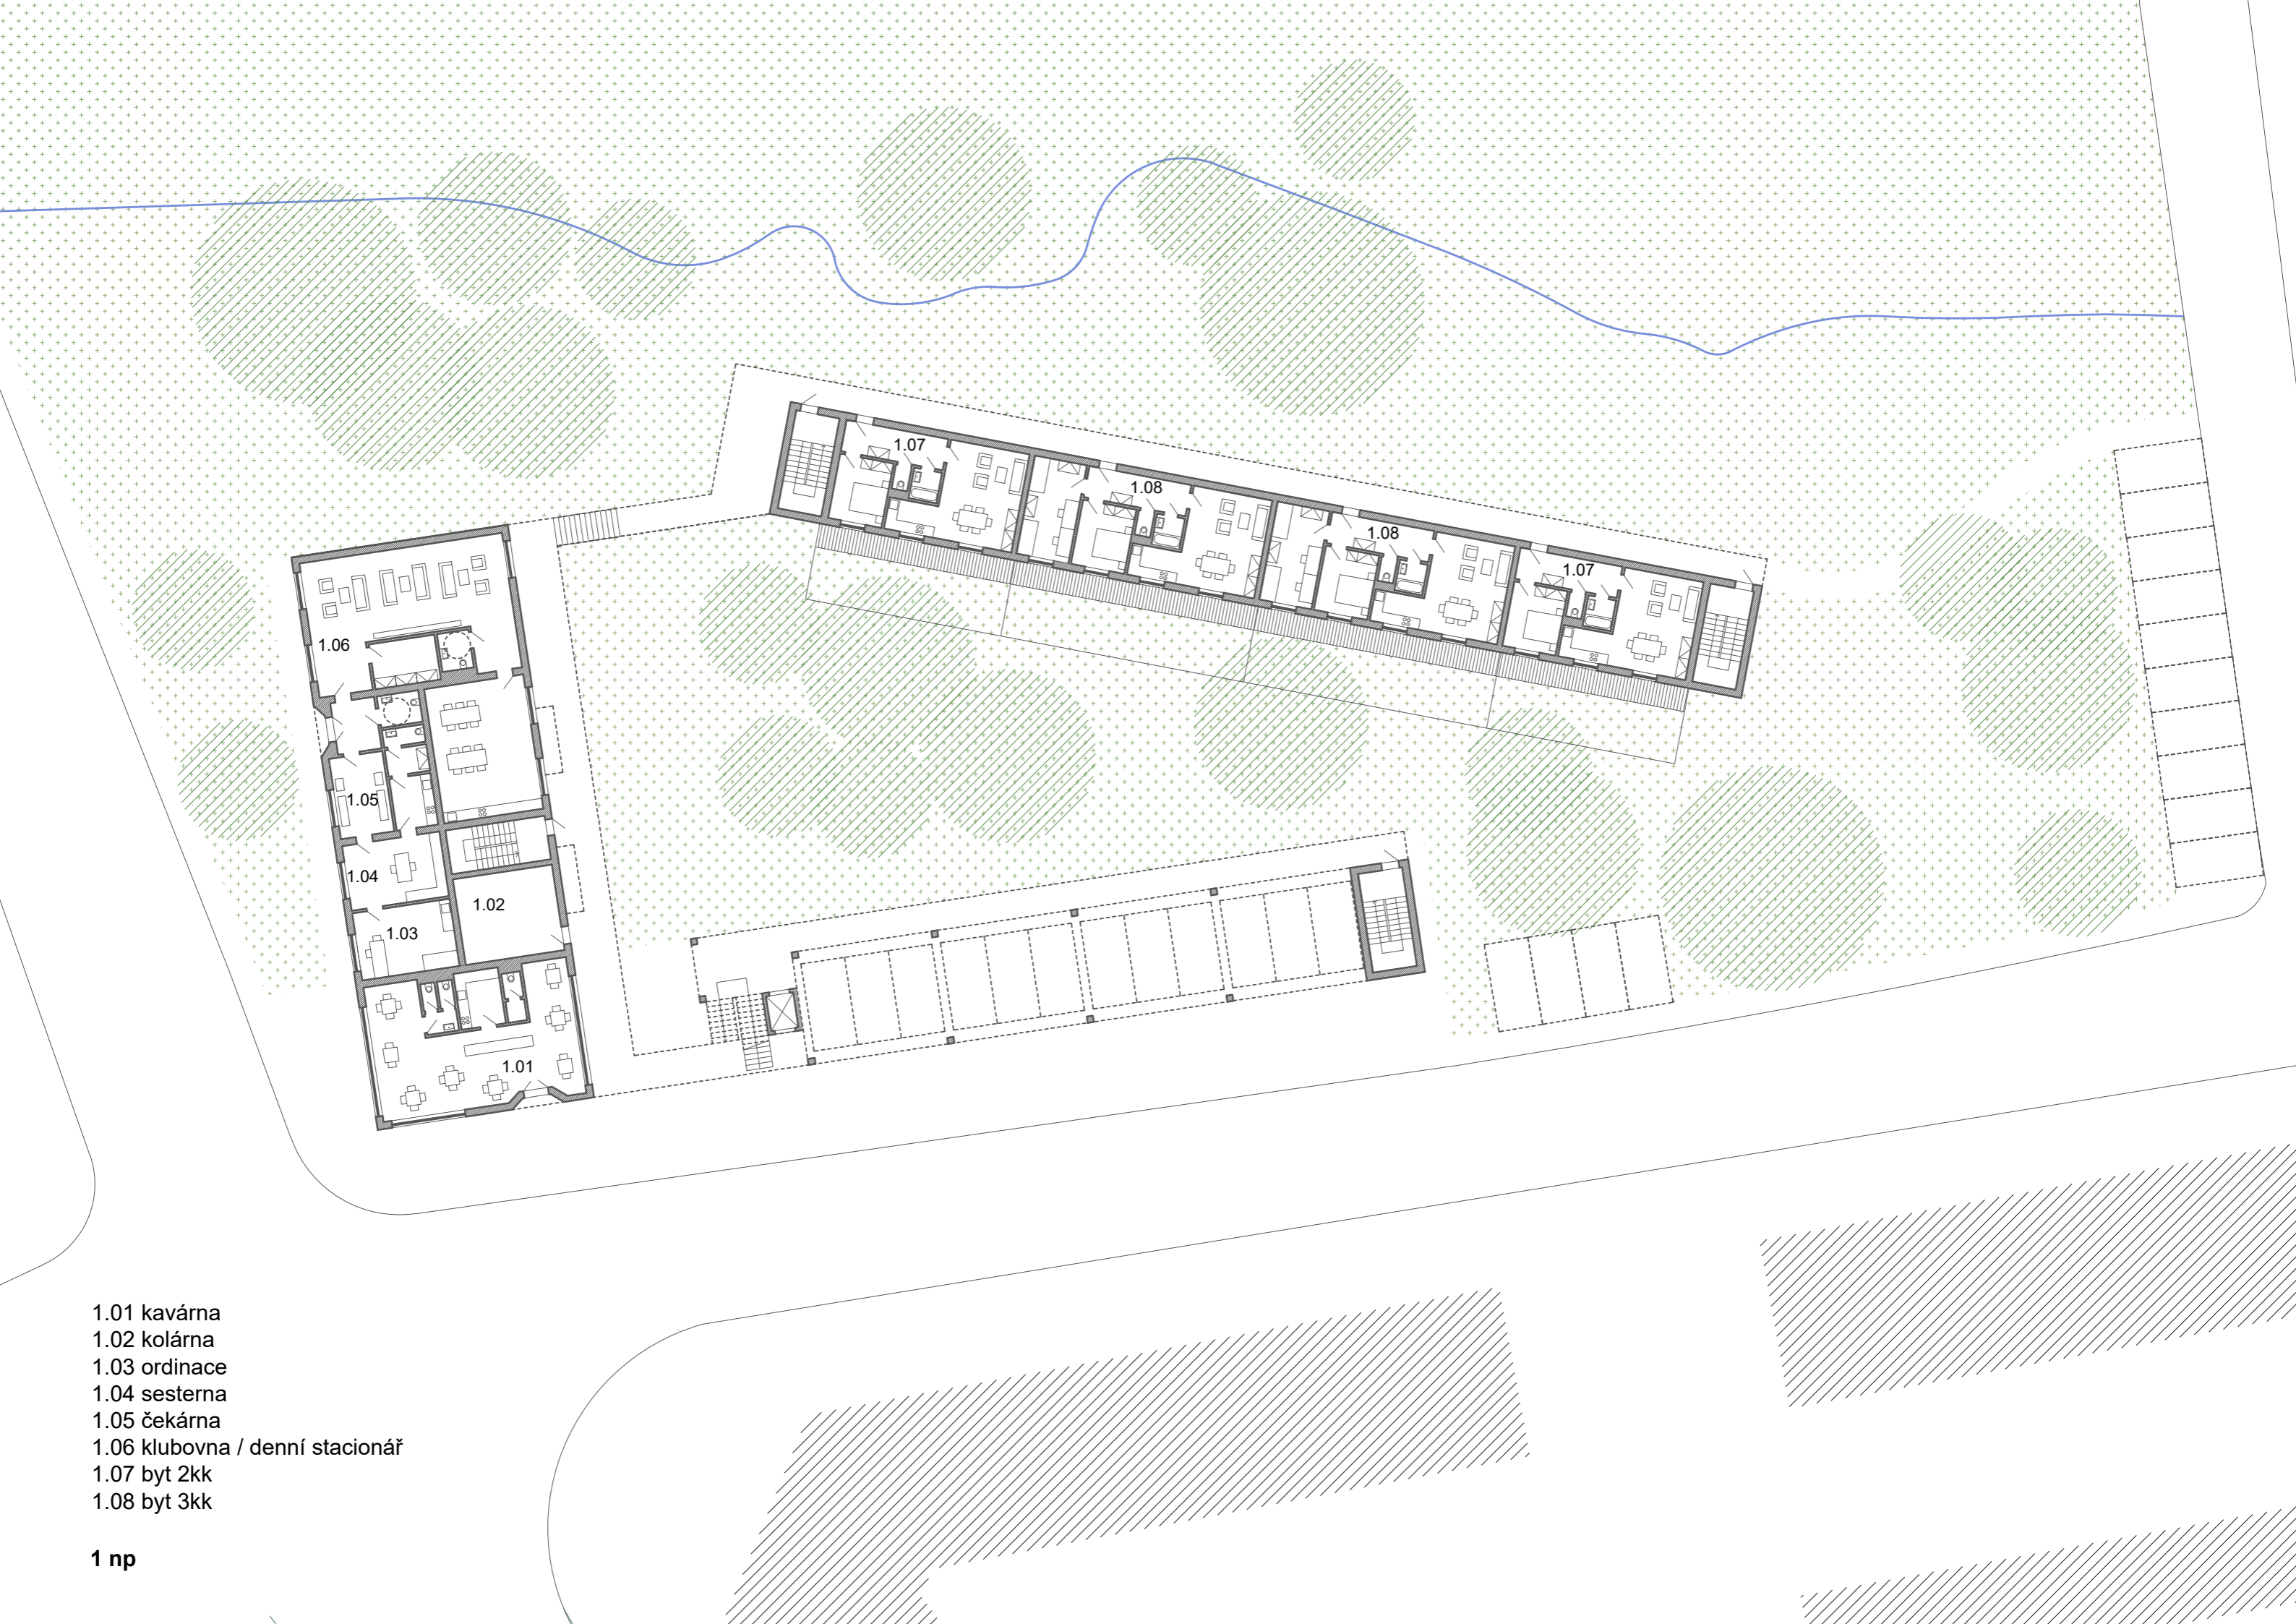 1.07
1.08
1.08
1.07
1.06
1.05
1.04
1.02
1.03
1.01
1.01 kavárna
1.02 kolárna
1.03 ordinace
1.04 sesterna
1.05 čekárna
1.06 klubovna / denní stacionář
1.07 byt 2kk
1.08 byt 3kk
1 np